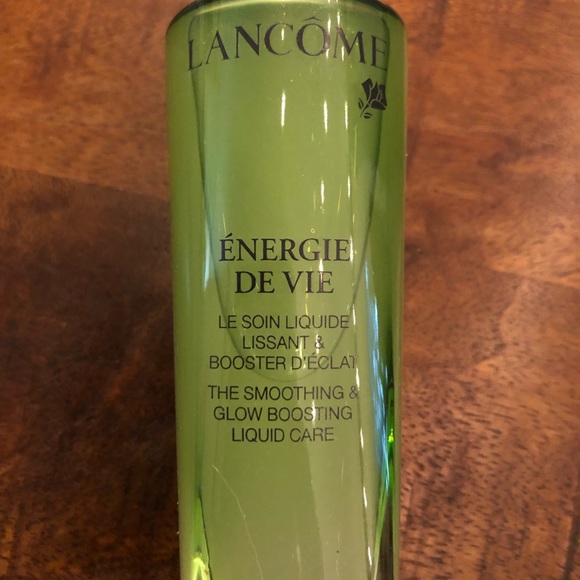 LANCÔME
ÉNERGIE
DE VIE
LE SOIN LIQUIDE
LISSANT &
BOOSTER D'ÉCLAT
THE SMOOTHING &
GLOW BOOSTING
LIQUID CARE